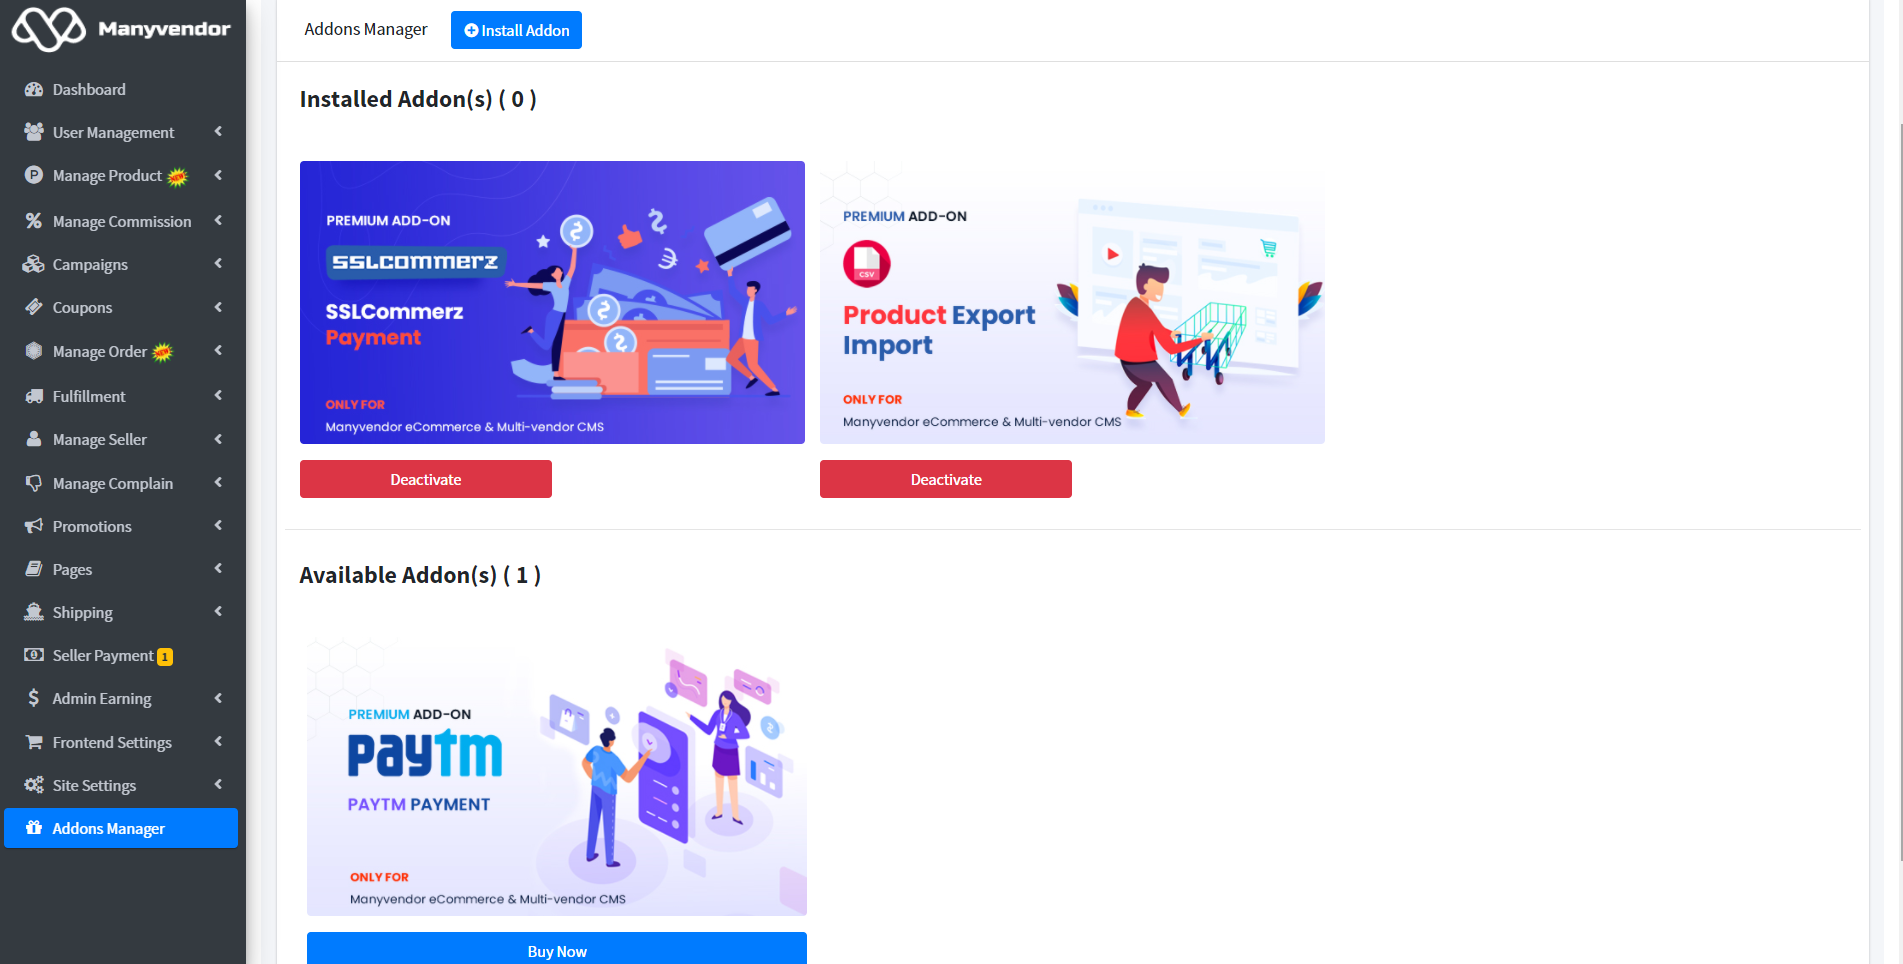 Manyvendor
Dashboard
User Management
Manage Product NEW
Manage Commission
Campaigns
Coupons
Manage Order NEW
Fulfillment
Manage Seller
Manage Complain
Promotions
Pages
Shipping
Seller Payment 1
Admin Earning
Frontend Settings
Site Settings
Addons Manager
Addons Manager
Install Addon
Installed Addon(s) ( 0 )
PREMIUM ADD-ON
SSLCOMMERZ
SSLCommerz
Payment
ONLY FOR
Manyvendor eCommerce & Multi-vendor CMS
Deactivate
PREMIUM ADD-ON
CSV
Product Export
Import
ONLY FOR
Manyvendor eCommerce & Multi-vendor CMS
Deactivate
Available Addon(s) ( 1 )
PREMIUM ADD-ON
paytm
PAYTM PAYMENT
ONLY FOR
Manyvendor eCommerce & Multi-vendor CMS
Buy Now